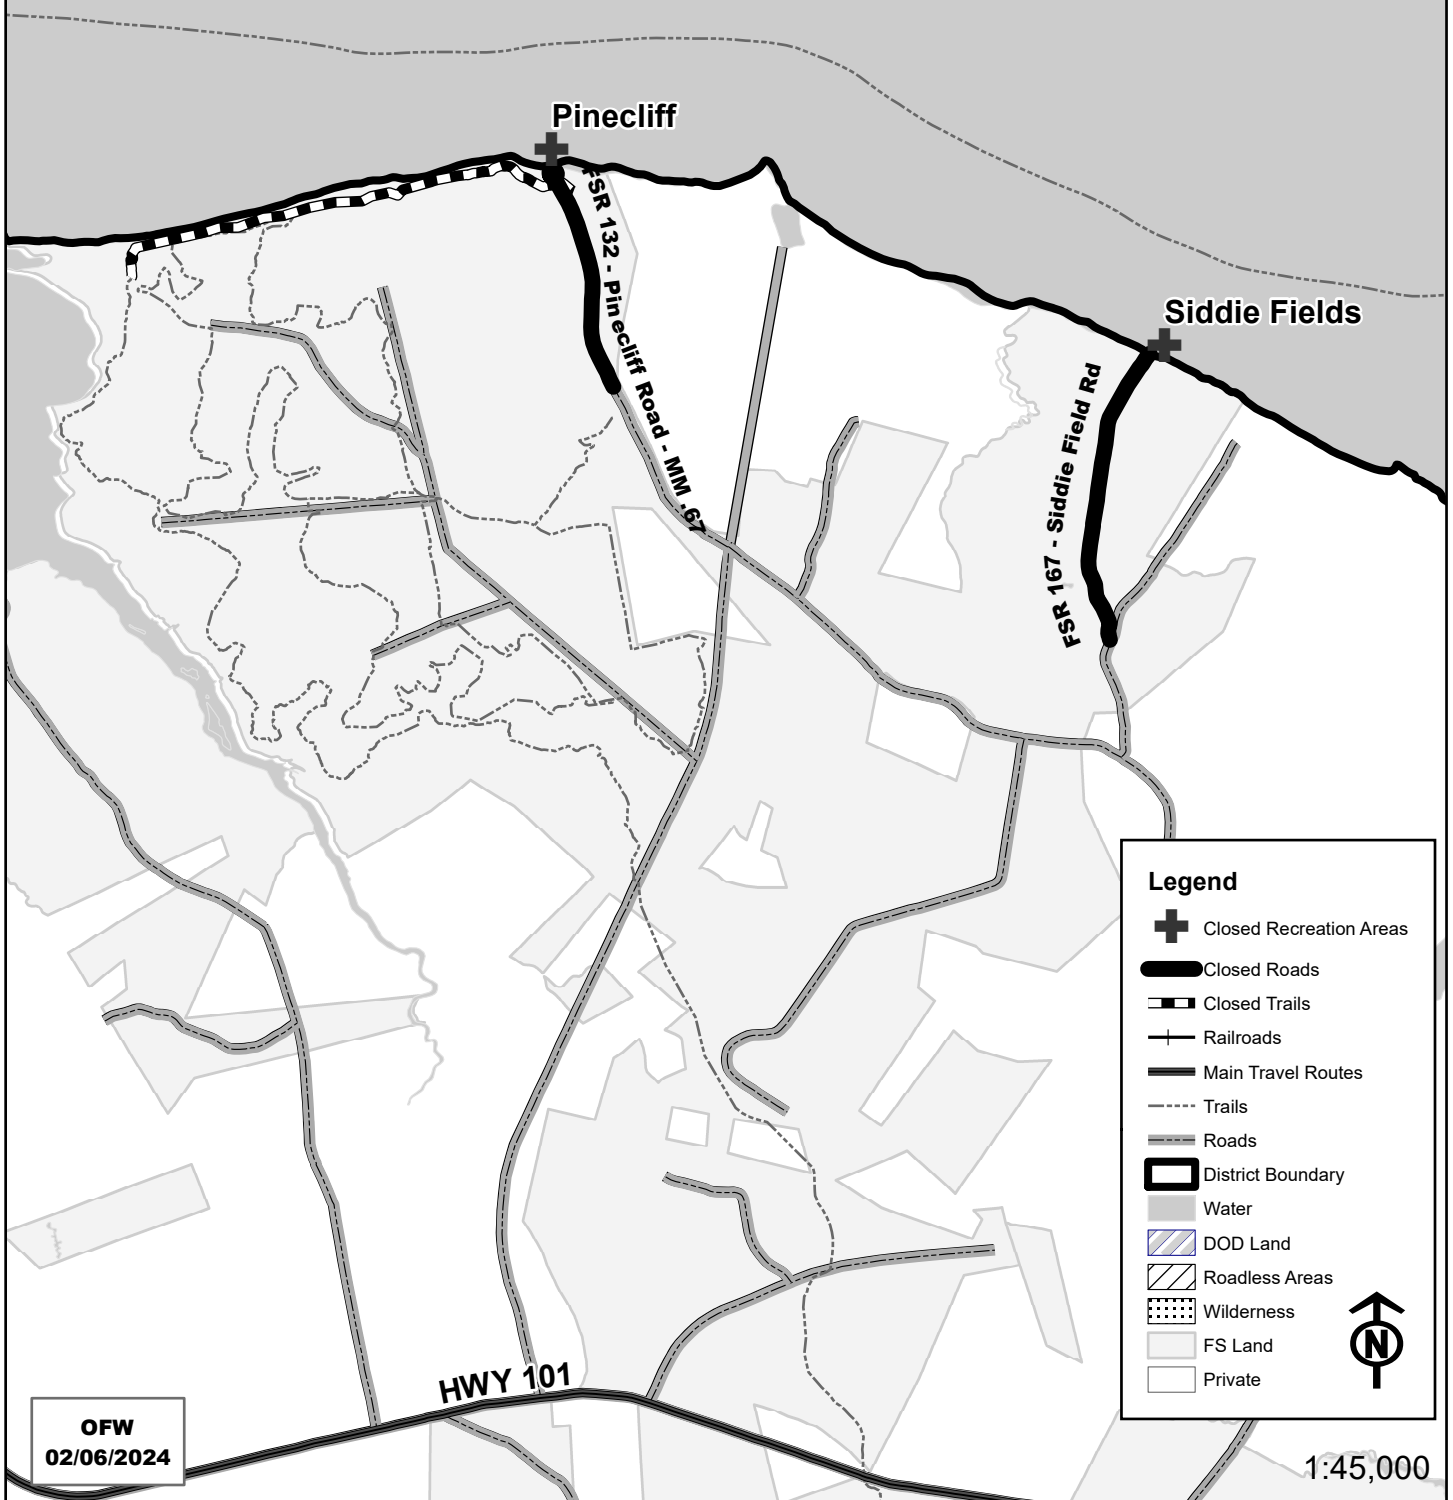 Pinecliff
FSR 132 - Pinecliff Road - MM .67
Siddie Fields
FSR 167 - Siddie Field Rd
Legend
Closed Recreation Areas
Closed Roads
Closed Trails
Railroads
Main Travel Routes
Trails
Roads
District Boundary
Water
DOD Land
Roadless Areas
Wilderness
FS Land
Private
N
HWY 101
OFW
02/06/2024
1:45,000